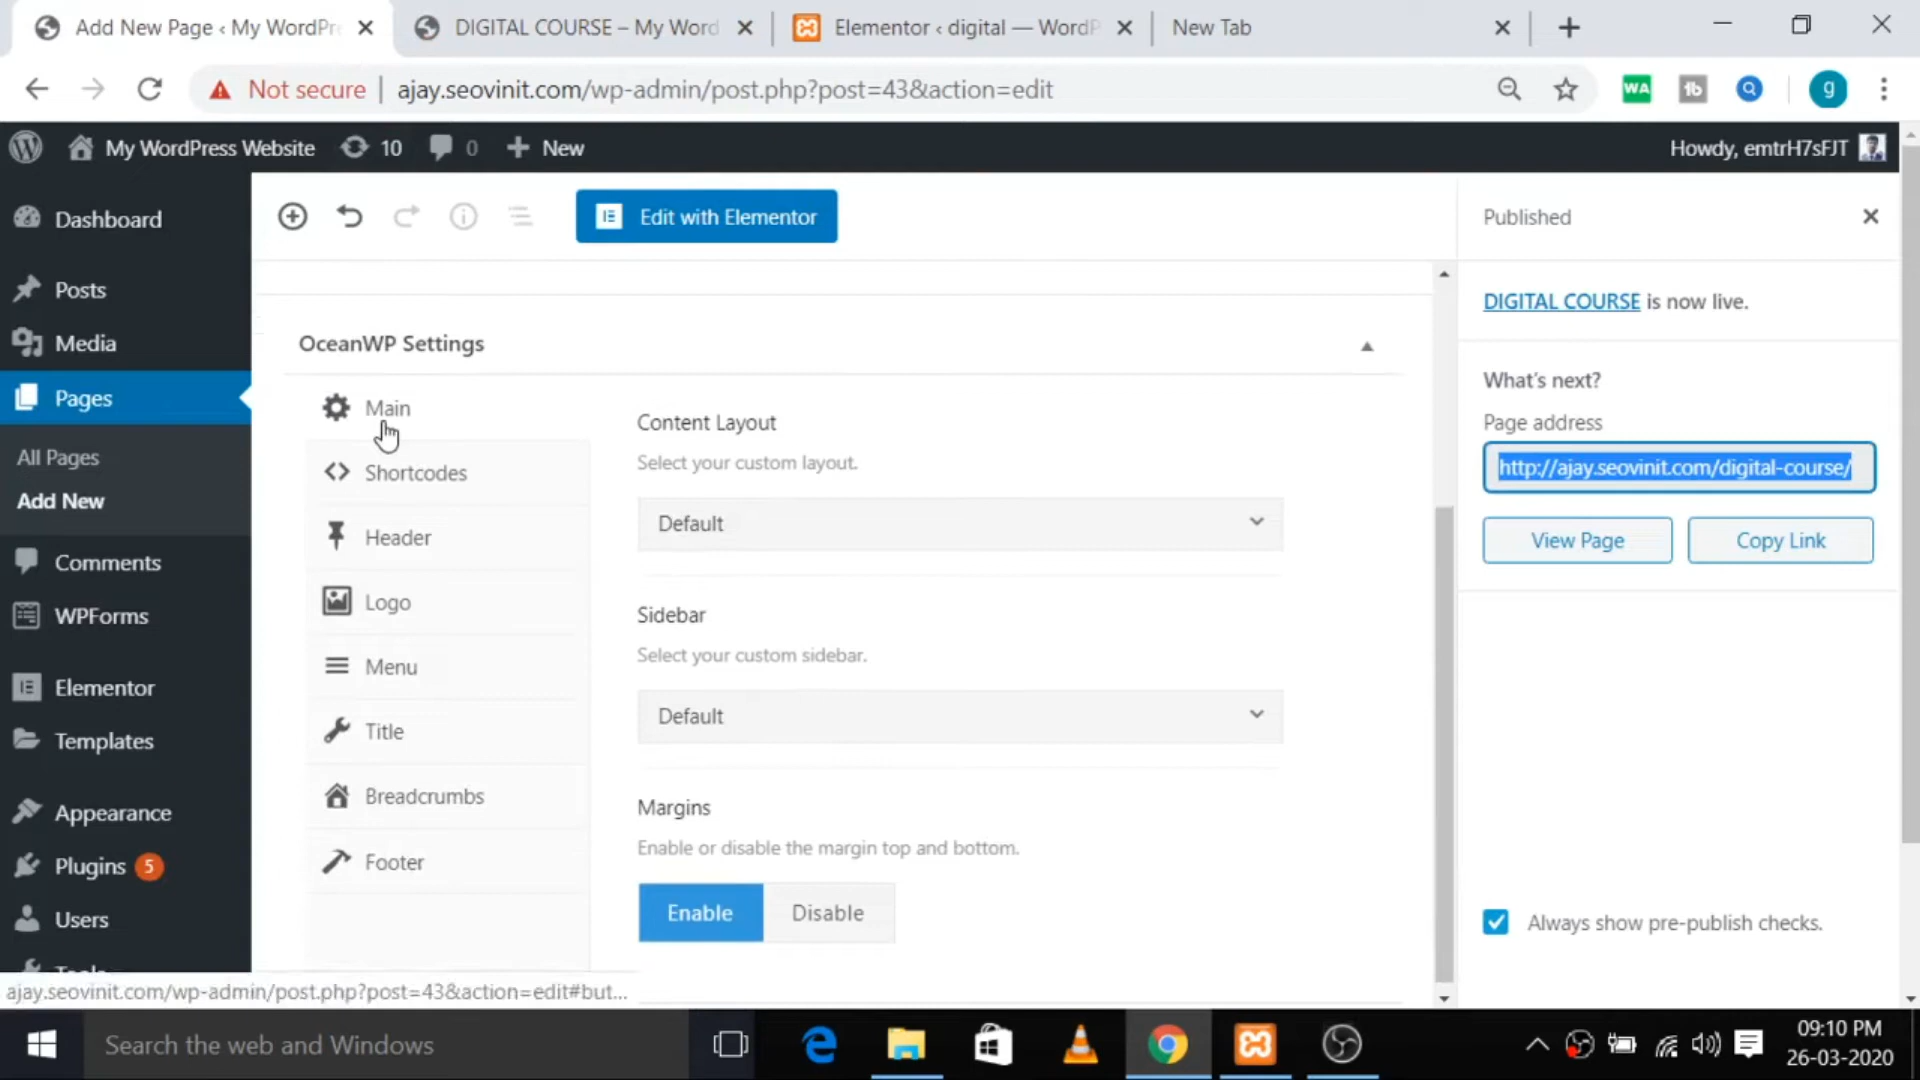 Add New Page ‹ My WordPre
DIGITAL COURSE – My Word
Elementor ‹ digital — WordP
New Tab
Not secure
ajay.seovinit.com/wp-admin/post.php?post=43&action=edit
WA
g
My WordPress Website
10
0
New
Howdy, emtrH7sFJT
Dashboard
Posts
Media
Pages
All Pages
Add New
Comments
WPForms
Elementor
Templates
Appearance
Plugins 5
Users
Tools
Edit with Elementor
OceanWP Settings
Main
Shortcodes
Header
Logo
Menu
Title
Breadcrumbs
Footer
Content Layout
Select your custom layout.
Default
Sidebar
Select your custom sidebar.
Default
Margins
Enable or disable the margin top and bottom.
Enable
Disable
Published
DIGITAL COURSE is now live.
What's next?
Page address
http://ajay.seovinit.com/digital-course/
View Page
Copy Link
Always show pre-publish checks.
ajay.seovinit.com/wp-admin/post.php?post=43&action=edit#but...
Search the web and Windows
09:10 PM
26-03-2020